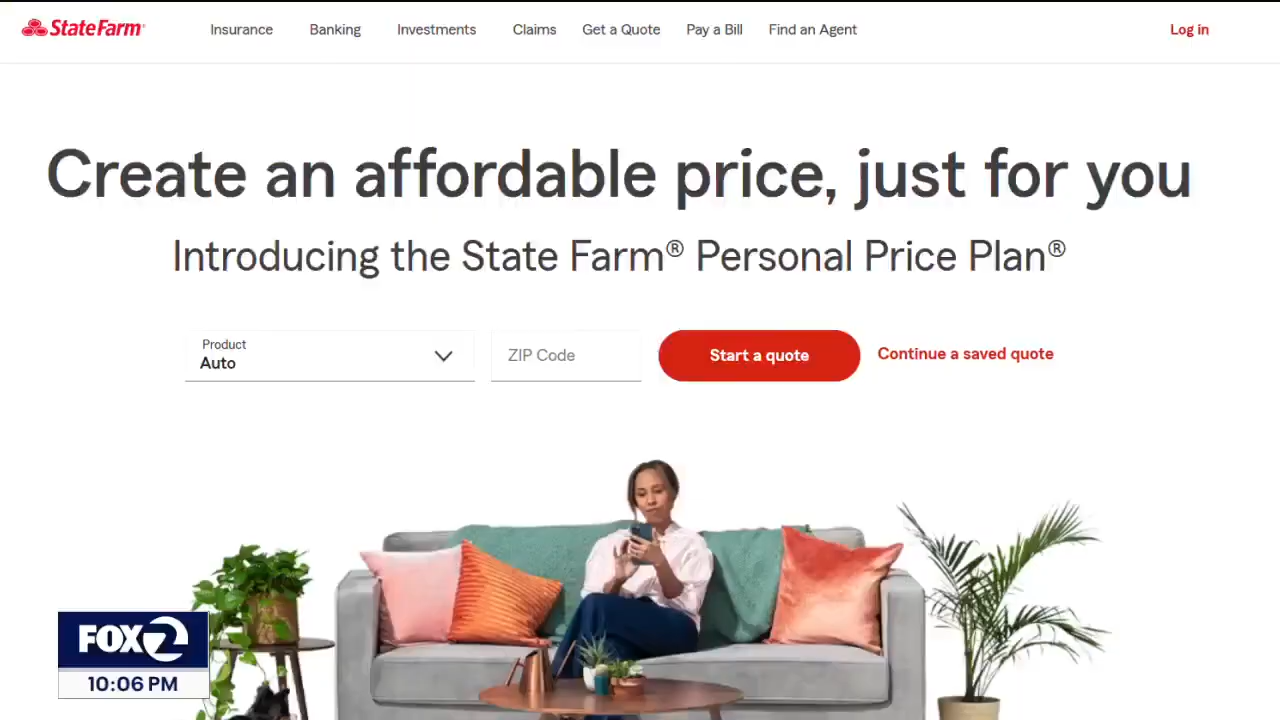 StateFarm®
Insurance Banking Investments Claims Get a Quote Pay a Bill Find an Agent Log in
Create an affordable price, just for you
Introducing the State Farm® Personal Price Plan®
Product
Auto
ZIP Code
Start a quote
Continue a saved quote
FOX 2
10:06 PM